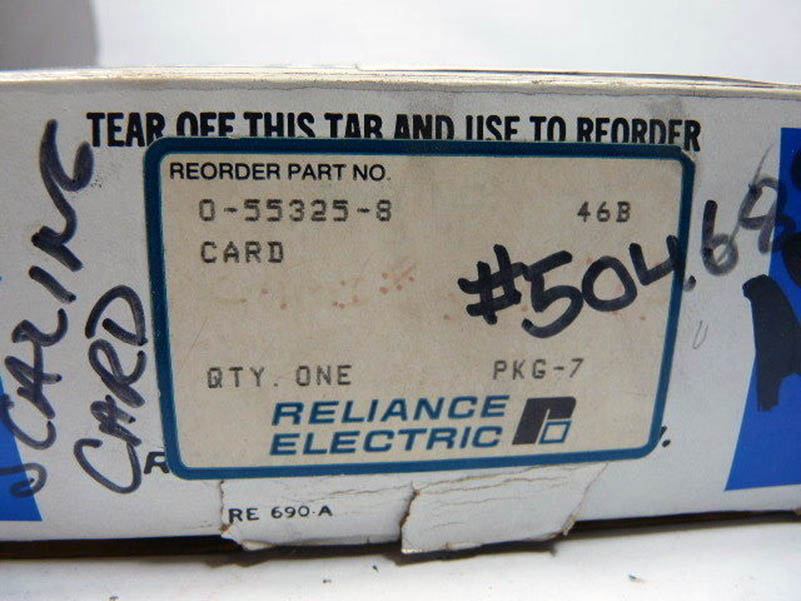 TEAR OFF THIS TAB AND USE TO REORDER
REORDER PART NO.
0-55325-8 46B
CARD
#504.69
QTY. ONE PKG-7
RELIANCE
ELECTRIC
RE 690-A
SCALING
CARD